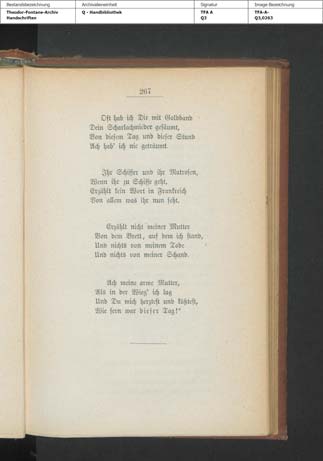 Bestandsbezeichnung Archivalieneinheit Signatur Image Bezeichnung
Theodor-Fontane-Archiv Q - Handbibliothek TFA A TFA-A-
Handschriften Q3 Q3,0263
267
Oft hab ich Dir mit Goldband
Dein Scharlachmieder gesäumt,
Von diesem Tag und dieser Stund
Ach hab' ich nie geträumt.
Ihr Schiffer und ihr Matrosen,
Wenn ihr zu Schiffe geht,
Erzählt kein Wort in Frankreich
Von allem was ihr nun seht.
Erzählt nicht meiner Mutter
Von dem Brett, auf dem ich stand,
Und nichts von meinem Tode
Und nichts von meiner Schand.
Ach meine arme Mutter,
Als in der Wieg' ich lag
Und Du mich herztest und küßtest,
Wie fern war dieser Tag!"